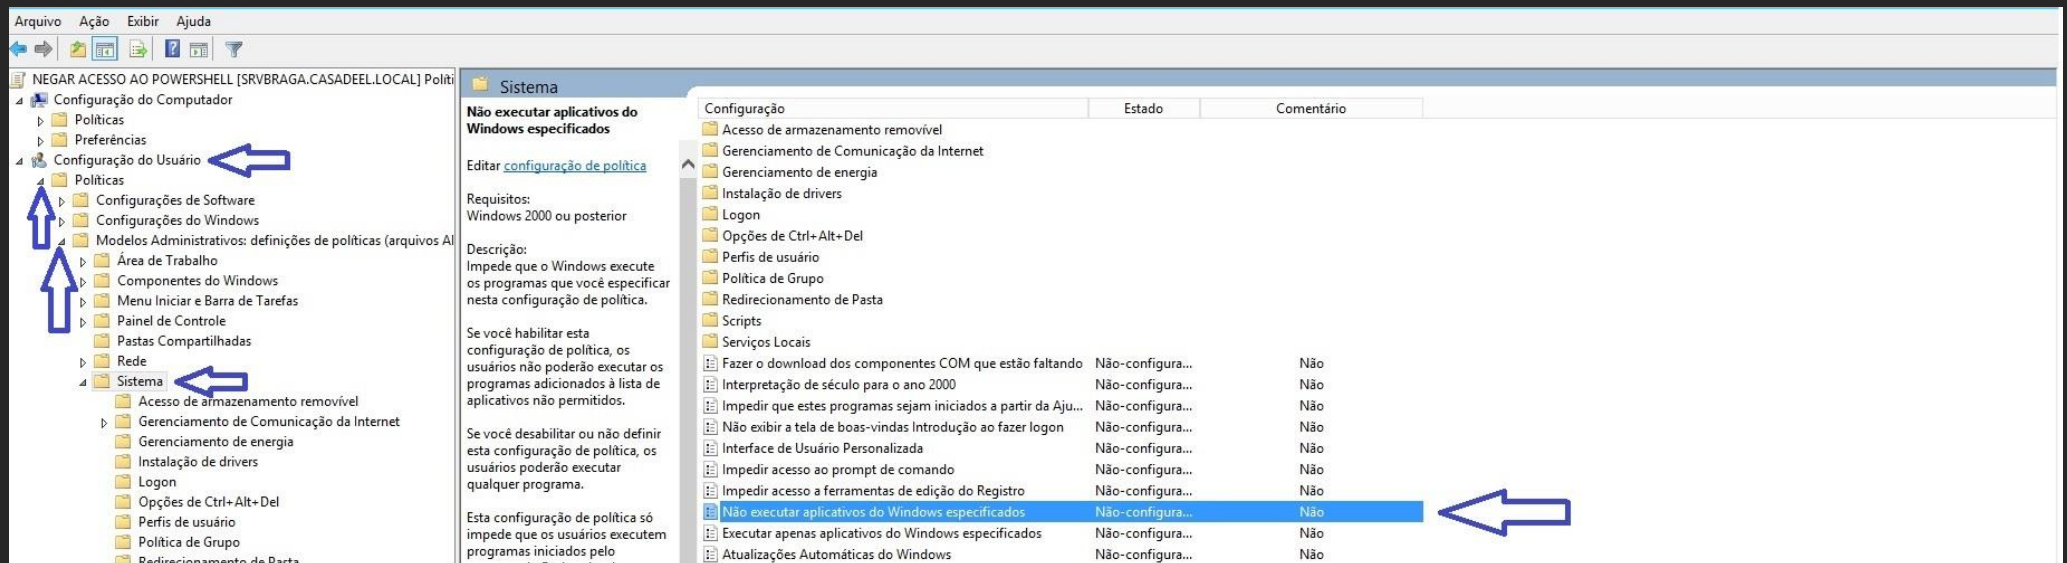 Arquivo Ação Exibir Ajuda
NEGAR ACESSO AO POWERSHELL [SRVBRAGA.CASADEEL.LOCAL] Políti
Configuração do Computador
Políticas
Preferências
Configuração do Usuário
Políticas
Configurações de Software
Configurações do Windows
Modelos Administrativos: definições de políticas (arquivos Al
Área de Trabalho
Componentes do Windows
Menu Iniciar e Barra de Tarefas
Painel de Controle
Pastas Compartilhadas
Rede
Sistema
Acesso de armazenamento removível
Gerenciamento de Comunicação da Internet
Gerenciamento de energia
Instalação de drivers
Logon
Opções de Ctrl+Alt+Del
Perfis de usuário
Política de Grupo
Redirecionamento de Pasta
Sistema
Não executar aplicativos do
Windows especificados
Editar configuração de política
Requisitos:
Windows 2000 ou posterior
Descrição:
Impede que o Windows execute
os programas que você especificar
nesta configuração de política.
Se você habilitar esta
configuração de política, os
usuários não poderão executar os
programas adicionados à lista de
aplicativos não permitidos.
Se você desabilitar ou não definir
esta configuração de política, os
usuários poderão executar
qualquer programa.
Esta configuração de política só
impede que os usuários executem
programas iniciados pelo
Configuração Estado Comentário
Acesso de armazenamento removível
Gerenciamento de Comunicação da Internet
Gerenciamento de energia
Instalação de drivers
Logon
Opções de Ctrl+Alt+Del
Perfis de usuário
Política de Grupo
Redirecionamento de Pasta
Scripts
Serviços Locais
Fazer o download dos componentes COM que estão faltando Não-configura... Não
Interpretação de século para o ano 2000 Não-configura... Não
Impedir que estes programas sejam iniciados a partir da Aju... Não-configura... Não
Não exibir a tela de boas-vindas Introdução ao fazer logon Não-configura... Não
Interface de Usuário Personalizada Não-configura... Não
Impedir acesso ao prompt de comando Não-configura... Não
Impedir acesso a ferramentas de edição do Registro Não-configura... Não
Não executar aplicativos do Windows especificados Não-configura... Não
Executar apenas aplicativos do Windows especificados Não-configura... Não
Atualizações Automáticas do Windows Não-configura... Não